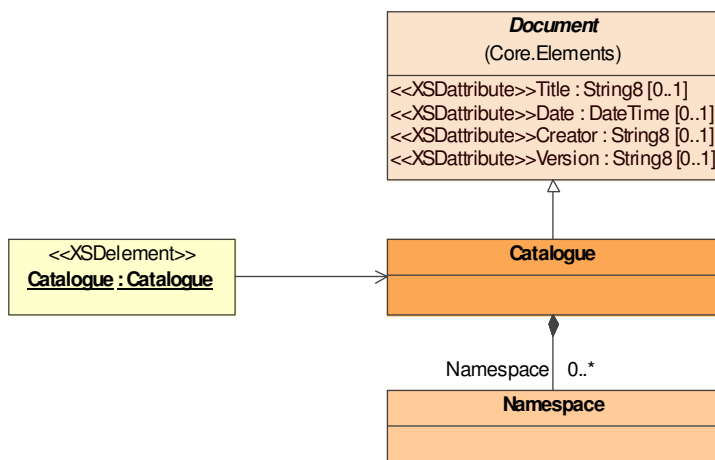 Document
(Core.Elements)
<<XSDattribute>>Title : String8 [0..1]
<<XSDattribute>>Date : DateTime [0..1]
<<XSDattribute>>Creator : String8 [0..1]
<<XSDattribute>>Version : String8 [0..1]
<<XSDelement>>
Catalogue : Catalogue
Catalogue
Namespace 0..*
Namespace